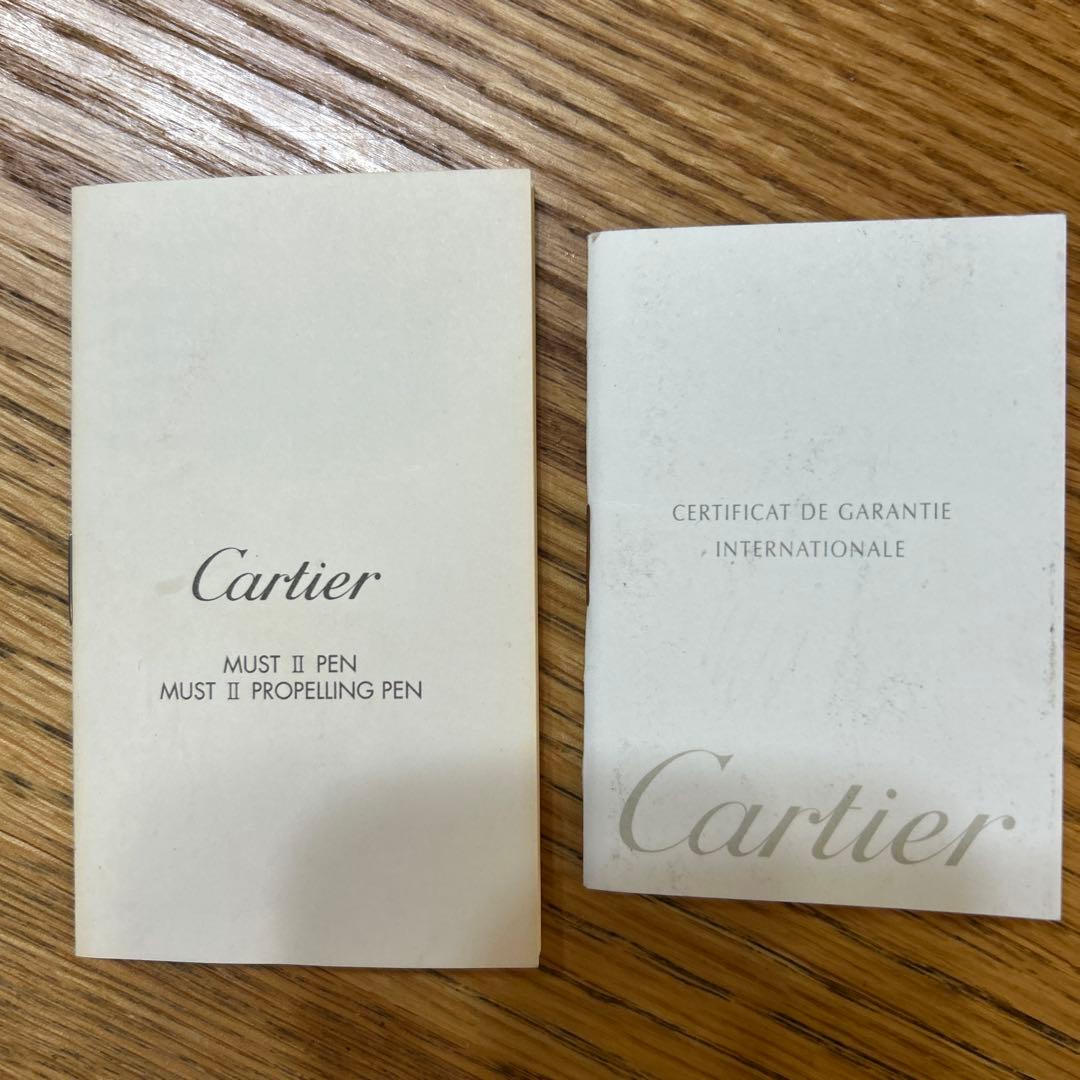 Cartier
MUST II PEN
MUST II PROPELLING PEN
CERTIFICAT DE GARANTIE
INTERNATIONALE
Cartier